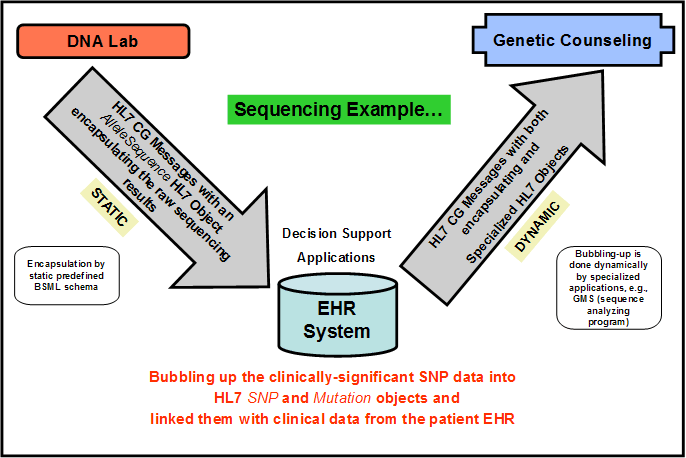 DNA Lab
Genetic Counseling
Sequencing Example…
HL7 CG Messages with an
AlleleSequence HL7 Object
encapsulating the raw sequencing
results
STATIC
HL7 CG Messages with both
encapsulating and
Specialized HL7 Objects
DYNAMIC
Decision Support
Applications
Encapsulation by
static predefined
BSML schema
Bubbling-up is
done dynamically
by specialized
applications, e.g.,
GMS (sequence
analyzing
program)
EHR
System
Bubbling up the clinically-significant SNP data into
HL7 SNP and Mutation objects and
linked them with clinical data from the patient EHR